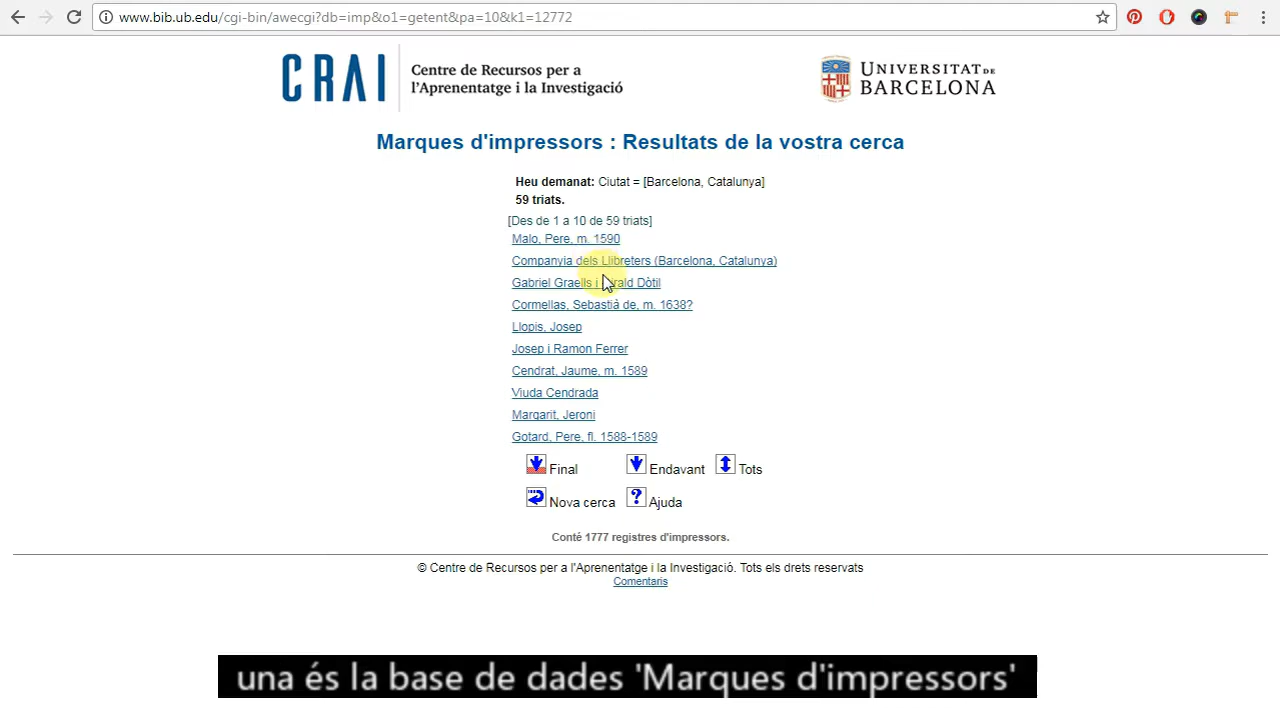 www.bib.ub.edu/cgi-bin/awecgi?db=imp&o1=getent&pa=10&k1=12772
CRAI
Centre de Recursos per a
l'Aprenentatge i la Investigació
UNIVERSITAT DE
BARCELONA
Marques d'impressors : Resultats de la vostra cerca
Heu demanat: Ciutat = [Barcelona, Catalunya]
59 triats.
[Des de 1 a 10 de 59 triats]
Malo, Pere, m. 1590
Companyia dels Llibreters (Barcelona, Catalunya)
Gabriel Graells i Girald Dòtil
Cormellas, Sebastià de, m. 1638?
Llopis, Josep
Josep i Ramon Ferrer
Cendrat, Jaume, m. 1589
Viuda Cendrada
Margarit, Jeroni
Gotard, Pere, fl. 1588-1589
Final Endavant Tots
Nova cerca ? Ajuda
Conté 1777 registres d'impressors.
© Centre de Recursos per a l'Aprenentatge i la Investigació. Tots els drets reservats
Comentaris
una és la base de dades 'Marques d'impressors'